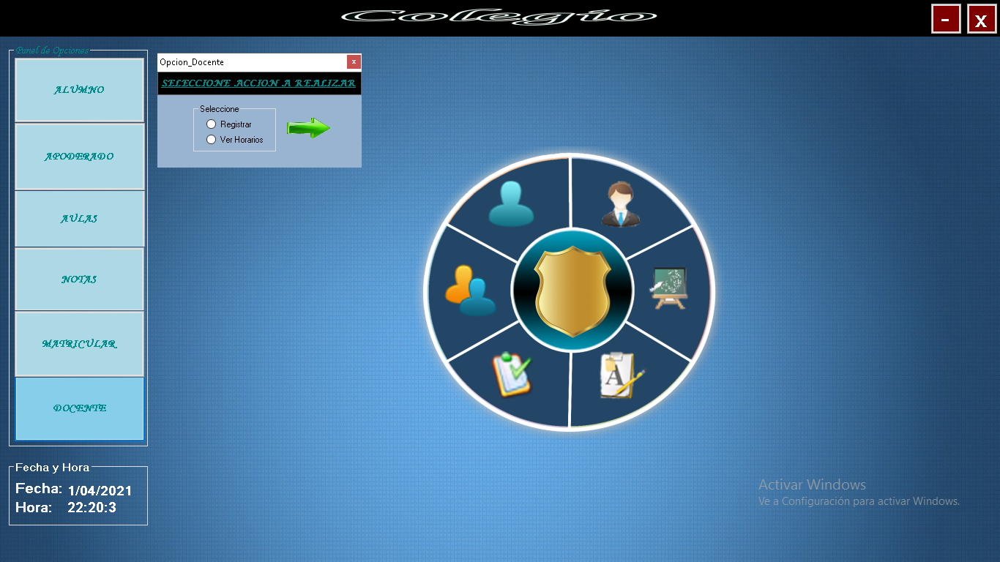 Colegio
-
x
Panel de Opciones
ALUMNO
APODERADO
AULAS
NOTAS
MATRICULAR
DOCENTE
Opcion_Docente
x
SELECCIONE ACCION A REALIZAR
Seleccione
Registrar
Ver Horarios
A
Fecha y Hora
Fecha: 1/04/2021
Hora: 22:20:3
Activar Windows
Ve a Configuración para activar Windows.